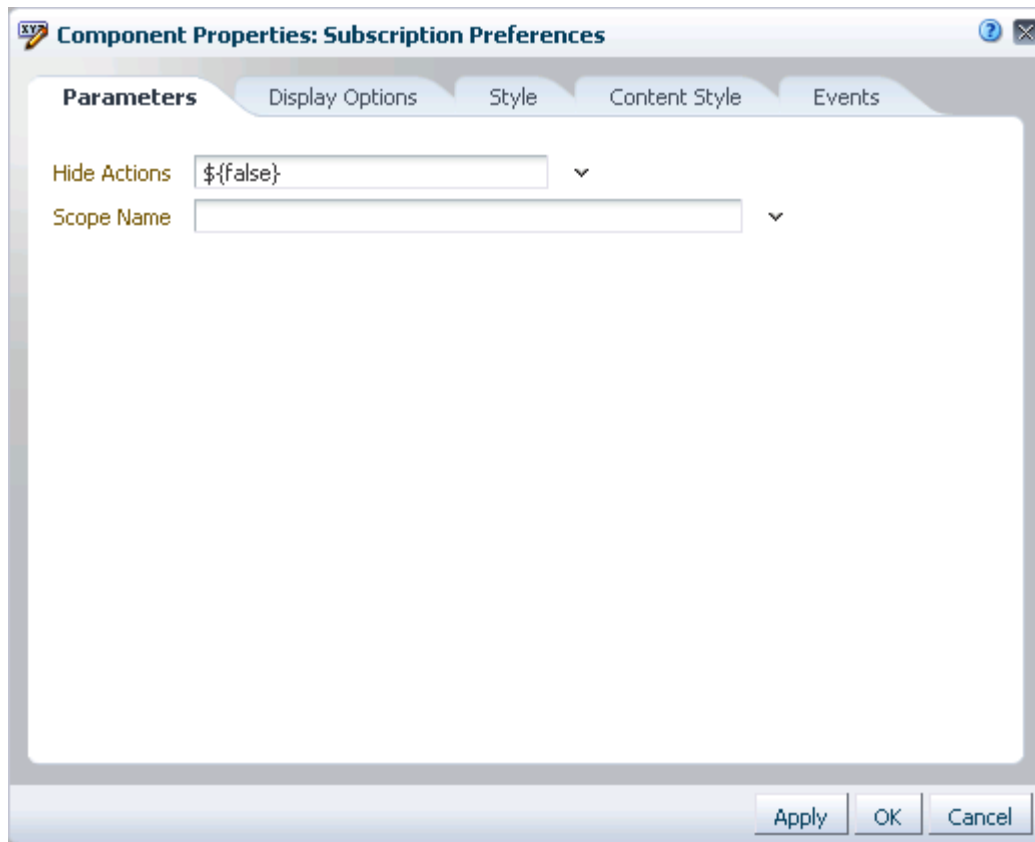 Component Properties: Subscription Preferences
Parameters Display Options Style Content Style Events
Hide Actions ${false}
Scope Name
Apply OK Cancel